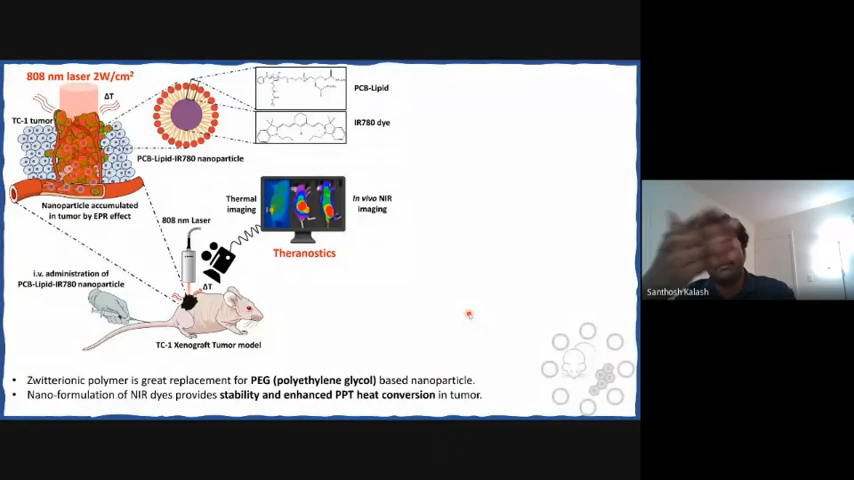 808 nm laser 2W/cm²
ΔT
TC-1 tumor
PCB-Lipid
IR780 dye
PCB-Lipid-IR780 nanoparticle
Nanoparticle accumulated
in tumor by EPR effect
Thermal
imaging
In vivo NIR
imaging
808 nm Laser
Theranostics
i.v. administration of
PCB-Lipid-IR780 nanoparticle
ΔT
TC-1 Xenograft Tumor model
• Zwitterionic polymer is great replacement for PEG (polyethylene glycol) based nanoparticle.
• Nano-formulation of NIR dyes provides stability and enhanced PPT heat conversion in tumor.
Santhosh Kalash